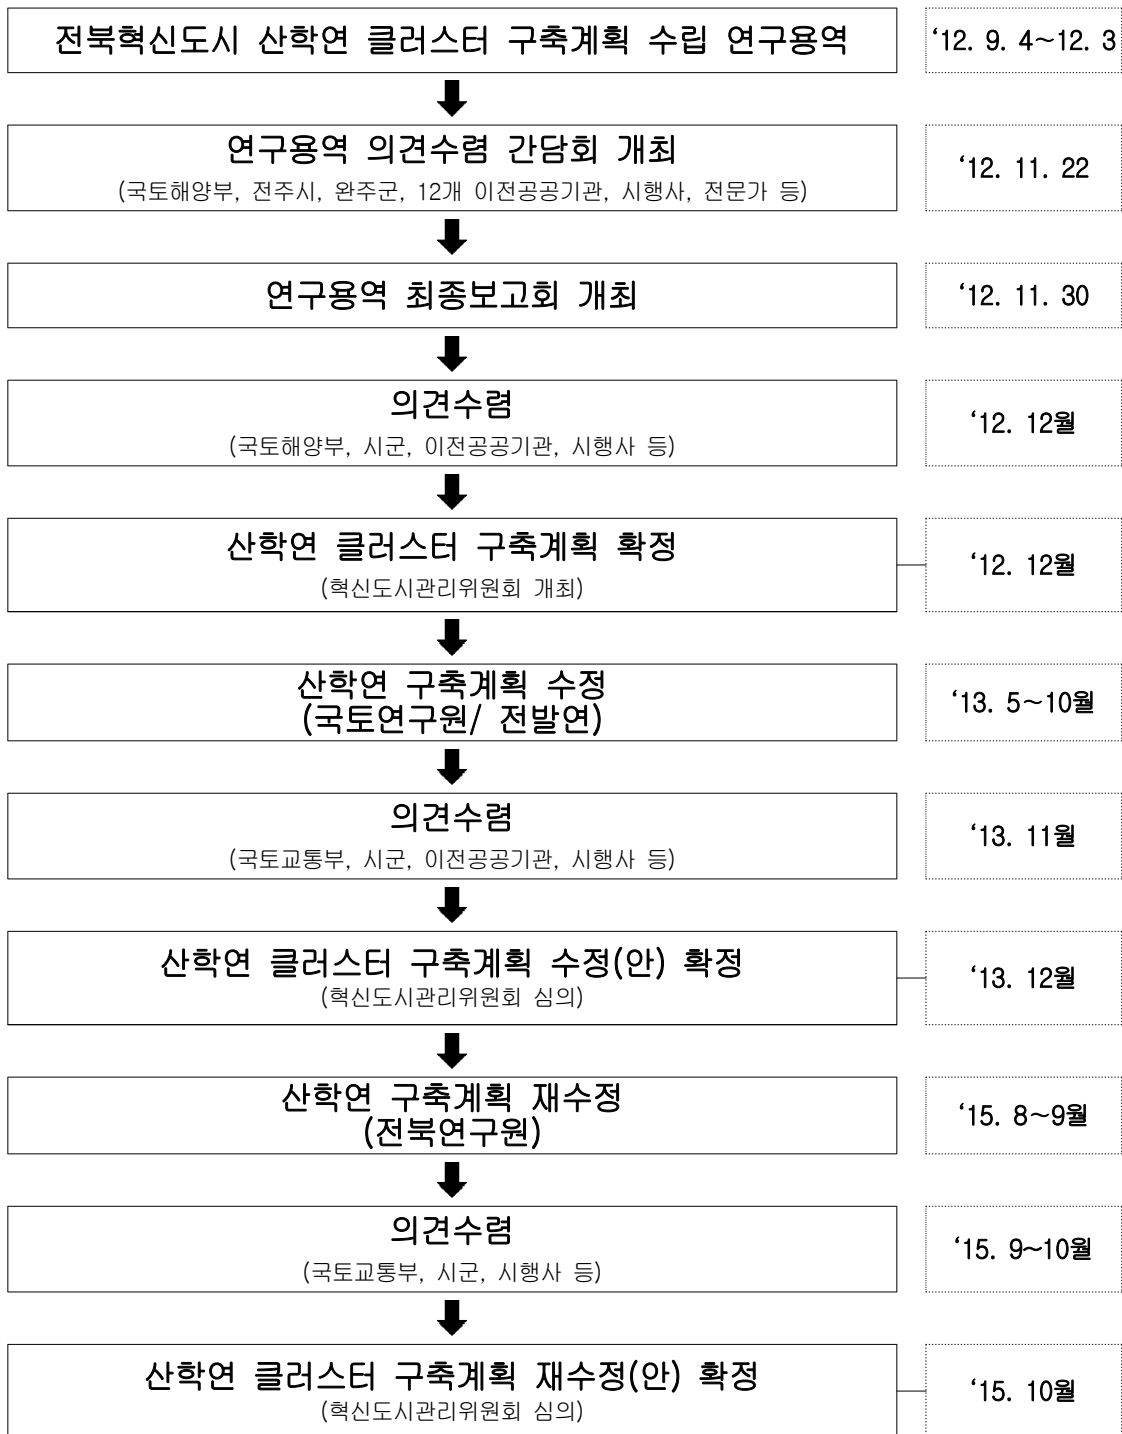 전북혁신도시 산학연 클러스터 구축계획 수립 연구용역
‘12. 9. 4~12. 3
연구용역 의견수렴 간담회 개최
(국토해양부, 전주시, 완주군, 12개 이전공공기관, 시행사, 전문가 등)
‘12. 11. 22
연구용역 최종보고회 개최
‘12. 11. 30
의견수렴
(국토해양부, 시군, 이전공공기관, 시행사 등)
‘12. 12월
산학연 클러스터 구축계획 확정
(혁신도시관리위원회 개최)
‘12. 12월
산학연 구축계획 수정
(국토연구원/ 전발연)
‘13. 5~10월
의견수렴
(국토교통부, 시군, 이전공공기관, 시행사 등)
‘13. 11월
산학연 클러스터 구축계획 수정(안) 확정
(혁신도시관리위원회 심의)
‘13. 12월
산학연 구축계획 재수정
(전북연구원)
‘15. 8~9월
의견수렴
(국토교통부, 시군, 시행사 등)
‘15. 9~10월
산학연 클러스터 구축계획 재수정(안) 확정
(혁신도시관리위원회 심의)
‘15. 10월